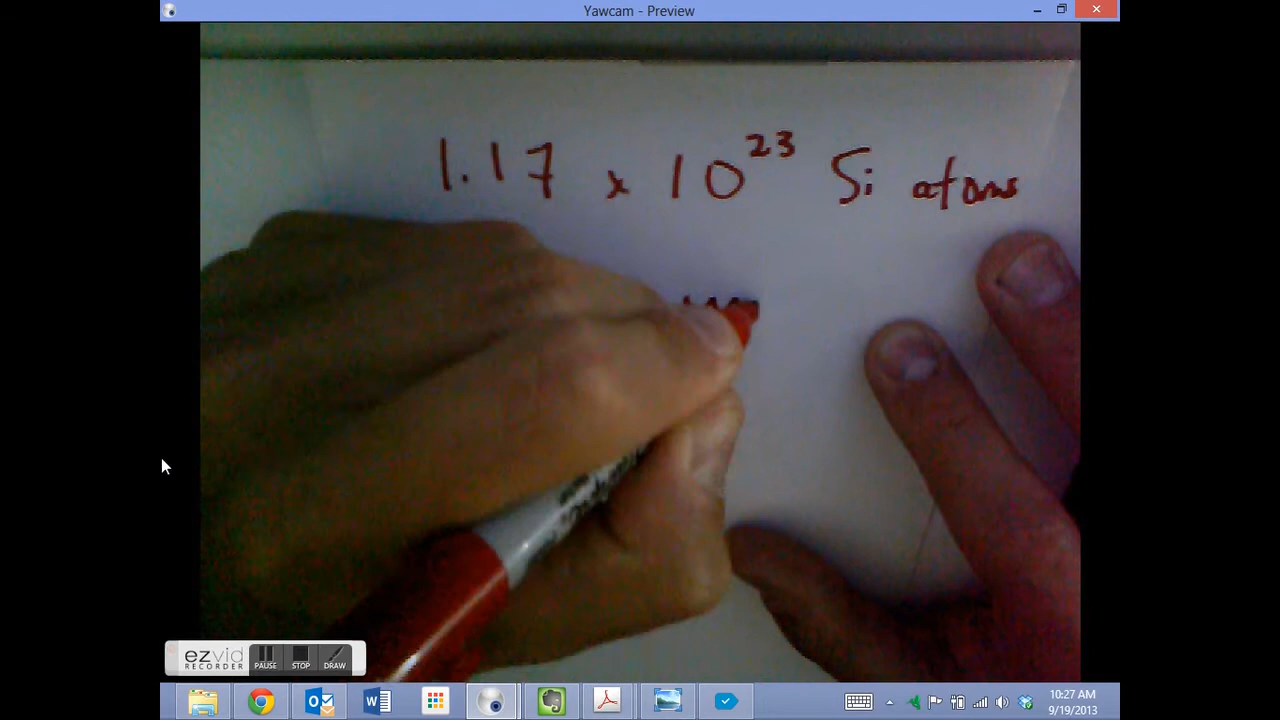 Yawcam - Preview
1.17 x 10²³ Si atoms
ezvid
RECORDER
PAUSE
STOP
DRAW
10:27 AM
9/19/2013